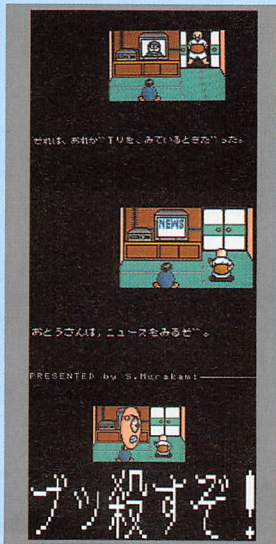 それは、おれがTVを、みているときだった。
NEWS
おとうさんは、ニュースをみるぜ。
PRESENTED by S.Murakami
ブッ殺すぞ!